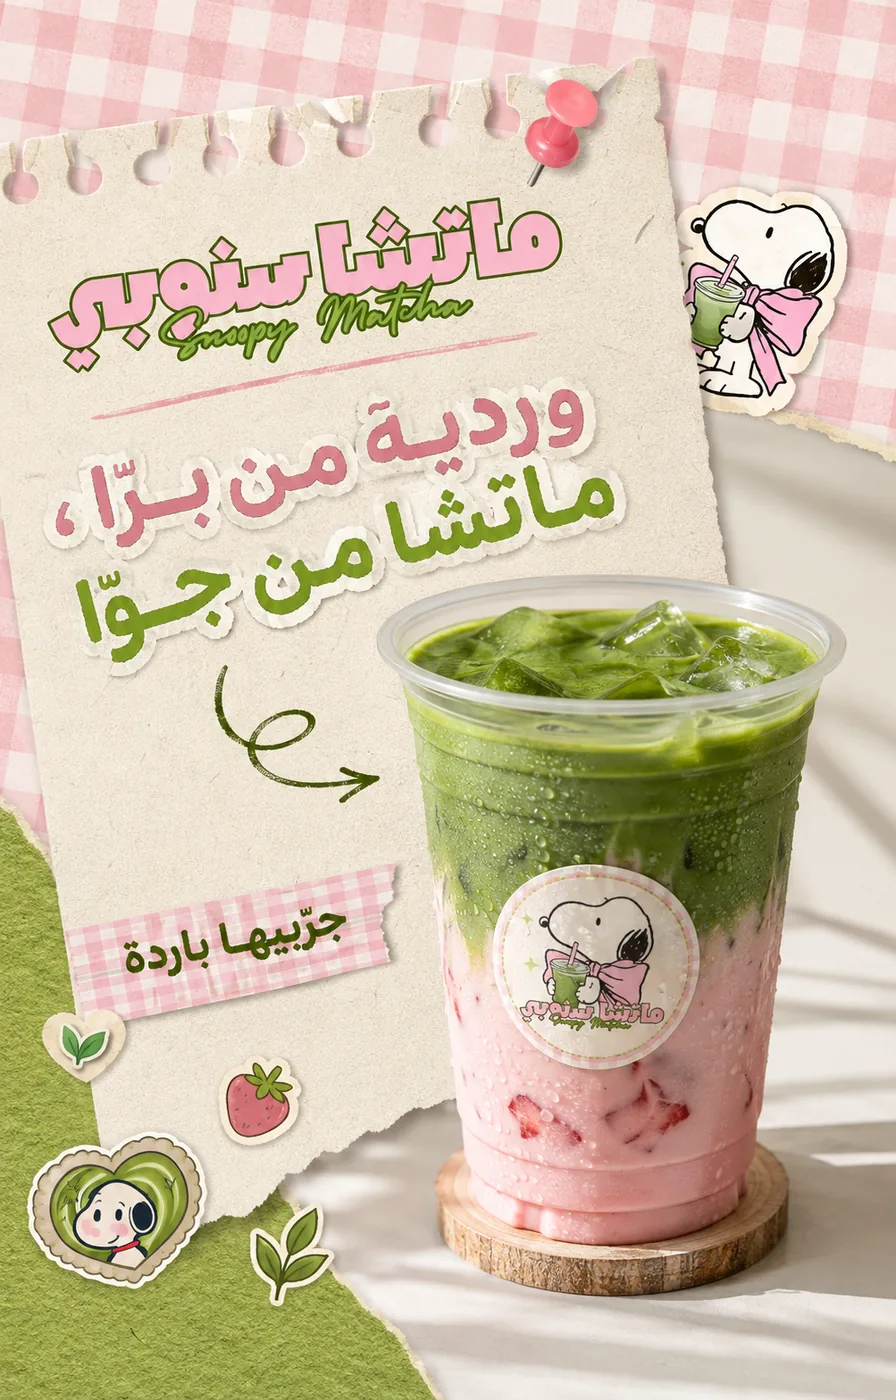 ماتشا سنوبي
Snoopy Matcha
وردية من برّا،
ماتشا من جوّا
جرّبيها باردة
ماتشا سنوبي
Snoopy Matcha